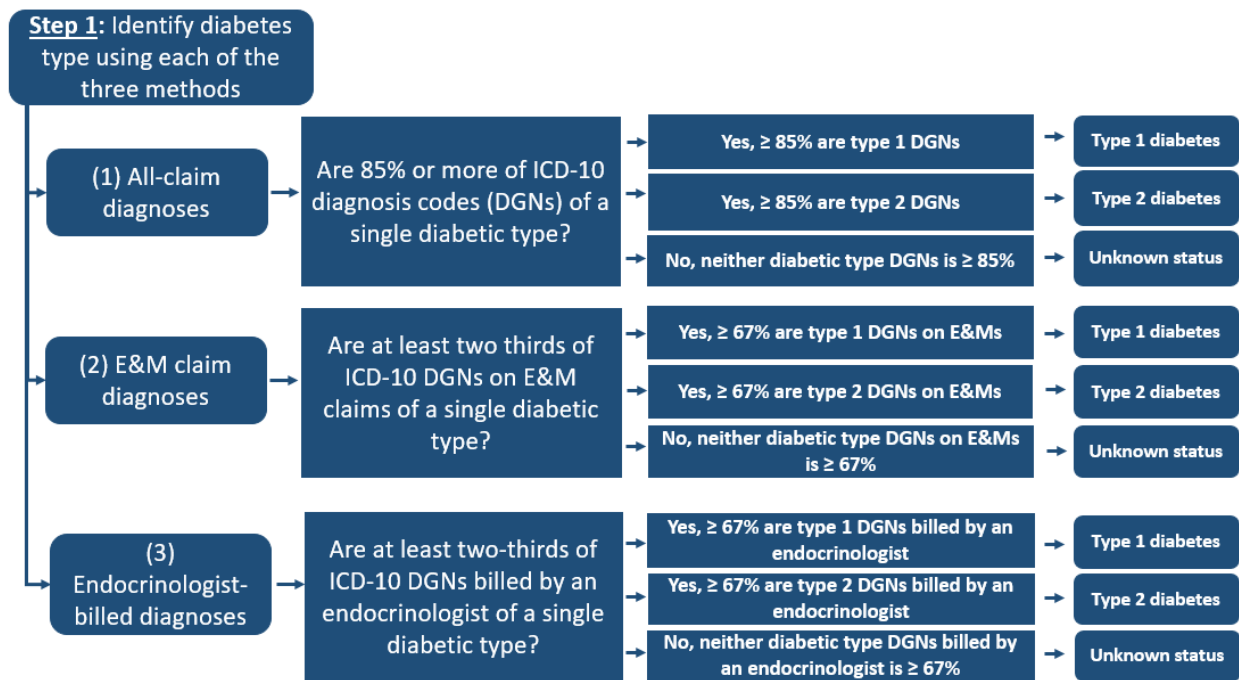 Step 1: Identify diabetes
type using each of the
three methods
(1) All-claim
diagnoses
Are 85% or more of ICD-10
diagnosis codes (DGNs) of a
single diabetic type?
Yes, ≥ 85% are type 1 DGNs
Type 1 diabetes
Yes, ≥ 85% are type 2 DGNs
Type 2 diabetes
No, neither diabetic type DGNs is ≥ 85%
Unknown status
(2) E&M claim
diagnoses
Are at least two thirds of
ICD-10 DGNs on E&M
claims of a single diabetic
type?
Yes, ≥ 67% are type 1 DGNs on E&Ms
Type 1 diabetes
Yes, ≥ 67% are type 2 DGNs on E&Ms
Type 2 diabetes
No, neither diabetic type DGNs on E&Ms
is ≥ 67%
Unknown status
(3)
Endocrinologist-
billed diagnoses
Are at least two-thirds of
ICD-10 DGNs billed by an
endocrinologist of a single
diabetic type?
Yes, ≥ 67% are type 1 DGNs billed by an
endocrinologist
Type 1 diabetes
Yes, ≥ 67% are type 2 DGNs billed by an
endocrinologist
Type 2 diabetes
No, neither diabetic type DGNs billed by
an endocrinologist is ≥ 67%
Unknown status